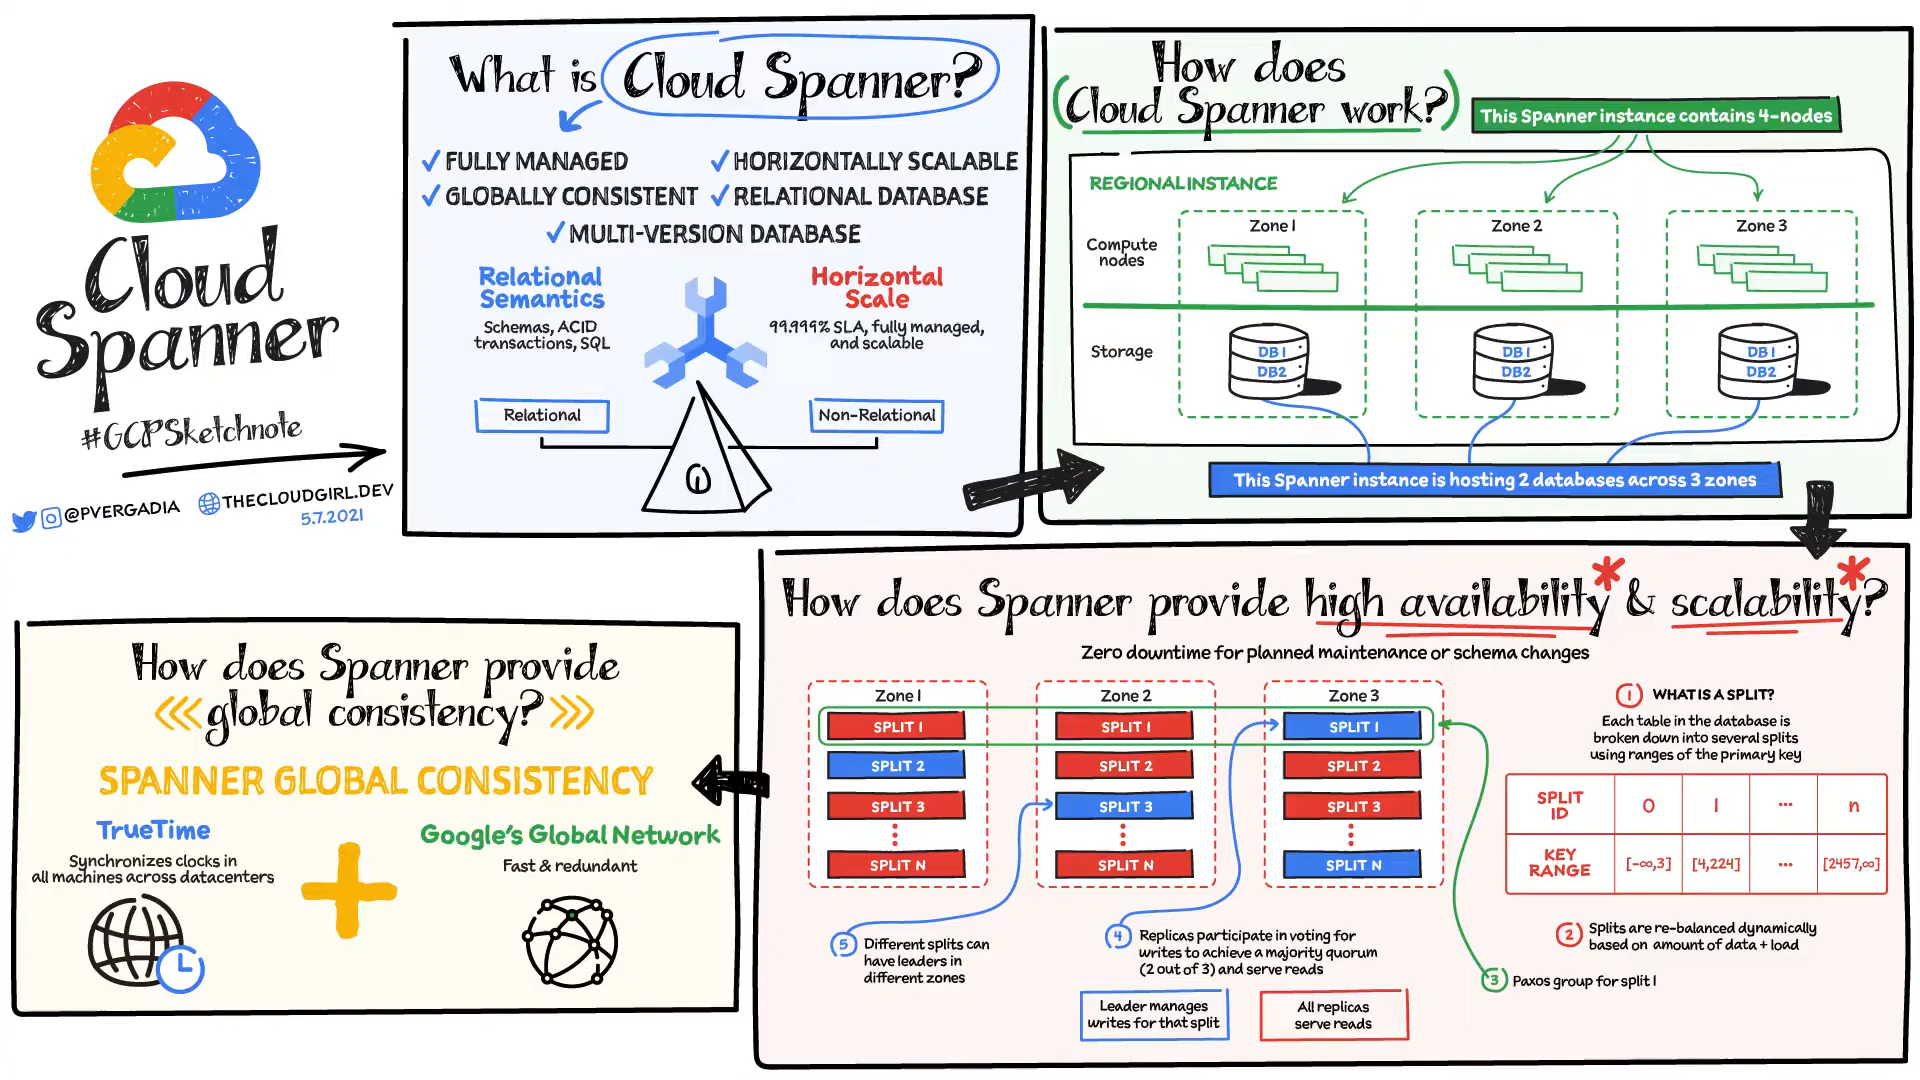 Cloud
Spanner
#GCPSketchnote
@PVERGADIA THECLOUDGIRL.DEV
5.7.2021
What is Cloud Spanner?
✓ FULLY MANAGED ✓ HORIZONTALLY SCALABLE
✓ GLOBALLY CONSISTENT ✓ RELATIONAL DATABASE
✓ MULTI-VERSION DATABASE
Relational
Semantics
Schemas, ACID
transactions, SQL
Horizontal
Scale
99.999% SLA, fully managed,
and scalable
Relational
Non-Relational
How does
(Cloud Spanner work?)
This Spanner instance contains 4-nodes
REGIONAL INSTANCE
Zone 1 Zone 2 Zone 3
Compute
nodes
Storage
DB 1 DB 1 DB 1
DB2 DB2 DB2
This Spanner instance is hosting 2 databases across 3 zones
How does Spanner provide high availability* & scalability*?
Zero downtime for planned maintenance or schema changes
Zone 1 Zone 2 Zone 3
SPLIT 1 SPLIT 1 SPLIT 1
SPLIT 2 SPLIT 2 SPLIT 2
SPLIT 3 SPLIT 3 SPLIT 3
SPLIT N SPLIT N SPLIT N
1 WHAT IS A SPLIT?
Each table in the database is
broken down into several splits
using ranges of the primary key
SPLIT
ID 0 1 ... n
KEY
RANGE [-∞,3] [4,224] ... [2457,∞]
2 Splits are re-balanced dynamically
based on amount of data + load
3 Paxos group for split 1
4 Replicas participate in voting for
writes to achieve a majority quorum
(2 out of 3) and serve reads
5 Different splits can
have leaders in
different zones
Leader manages
writes for that split
All replicas
serve reads
How does Spanner provide
<<< global consistency? >>>
SPANNER GLOBAL CONSISTENCY
TrueTime
Synchronizes clocks in
all machines across datacenters
+
Google's Global Network
Fast & redundant